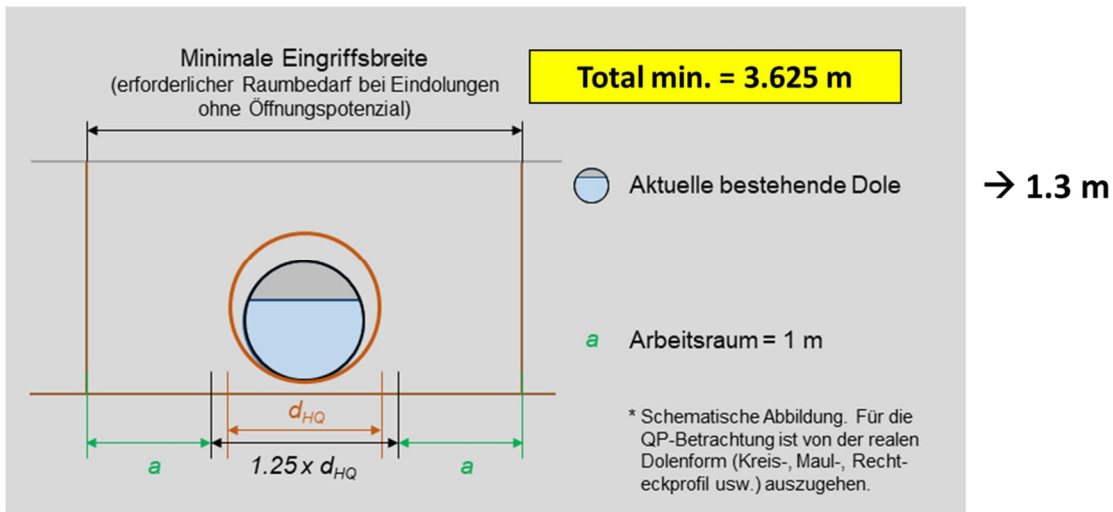 Minimale Eingriffsbreite
(erforderlicher Raumbedarf bei Eindolungen
ohne Öffnungspotenzial)
Total min. = 3.625 m
Aktuelle bestehende Dole
→ 1.3 m
a Arbeitsraum = 1 m
d_HQ
a
1.25 x d_HQ
a
* Schematische Abbildung. Für die
QP-Betrachtung ist von der realen
Dolenform (Kreis-, Maul-, Recht-
eckprofil usw.) auszugehen.